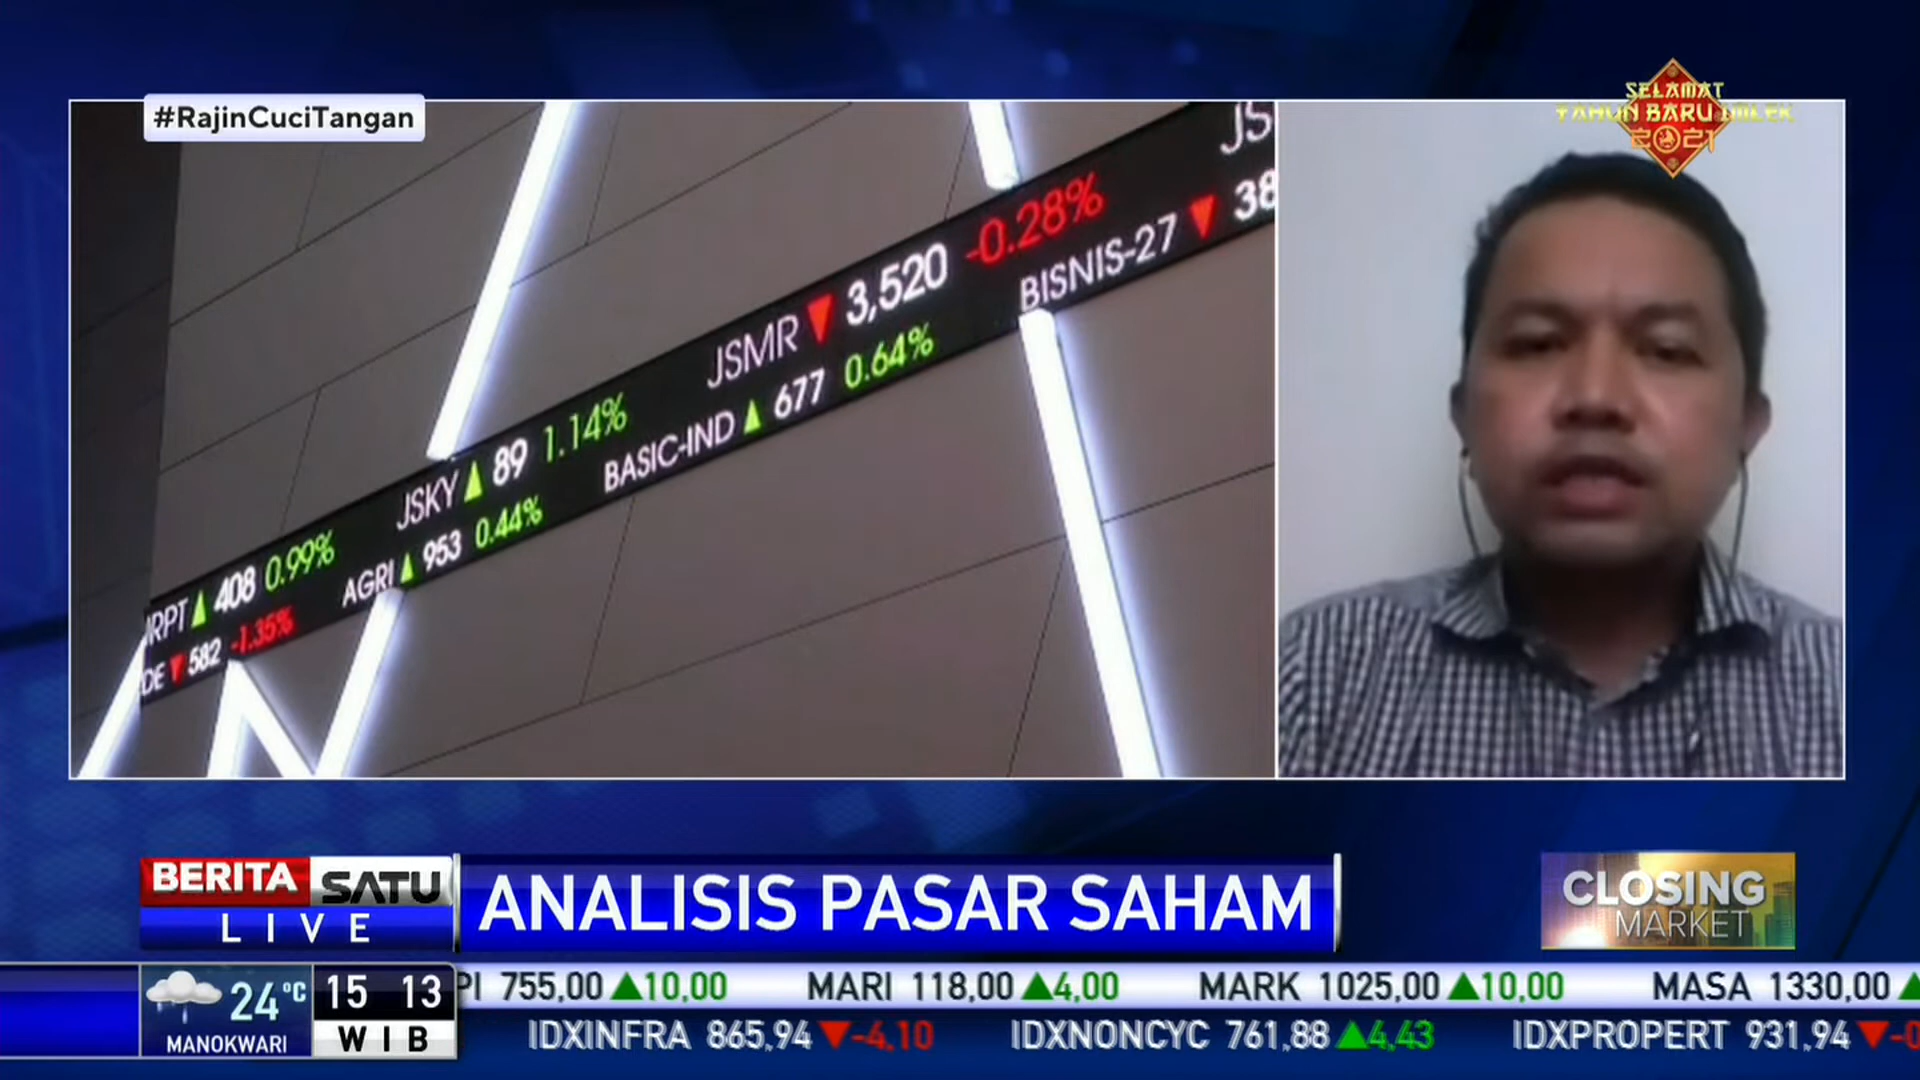 #RajinCuciTangan
SELAMAT
TAHUN BARU IMLEK
2021
JS
JSMR ▼ 3,520 -0.28%
BISNIS-27 ▼ 38
JSKY ▲ 89 1.14%
BASIC-IND ▲ 677 0.64%
RPT ▲ 408 0.99%
AGRI ▲ 953 0.44%
DE ▼ 582 -1.35%
BERITA SATU
LIVE
ANALISIS PASAR SAHAM
CLOSING
MARKET
24°C
MANOKWARI
15 13
WIB
PI 755,00 ▲10,00 MARI 118,00 ▲4,00 MARK 1025,00 ▲10,00 MASA 1330,00 ▲
IDXINFRA 865,94 ▼-4.10 IDXNONCYC 761,88 ▲4,43 IDXPROPERT 931,94 ▼-0